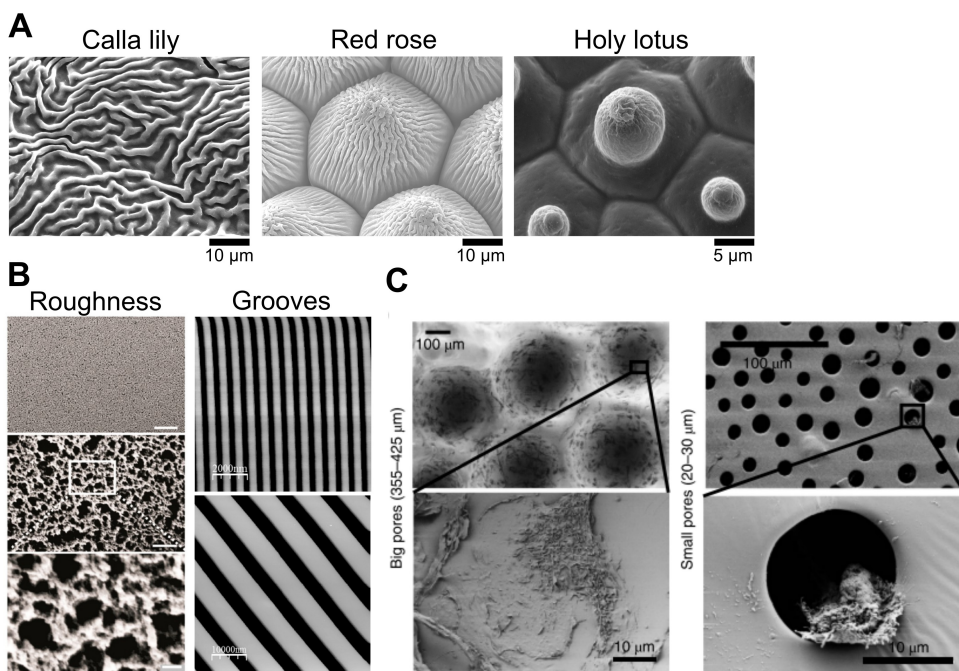 A
Calla lily
Red rose
Holy lotus
10 µm
10 µm
5 µm
B
Roughness
Grooves
2000nm
10000nm
C
Big pores (355–425 µm)
100 µm
10 µm
Small pores (20–30 µm)
100 µm
10 µm